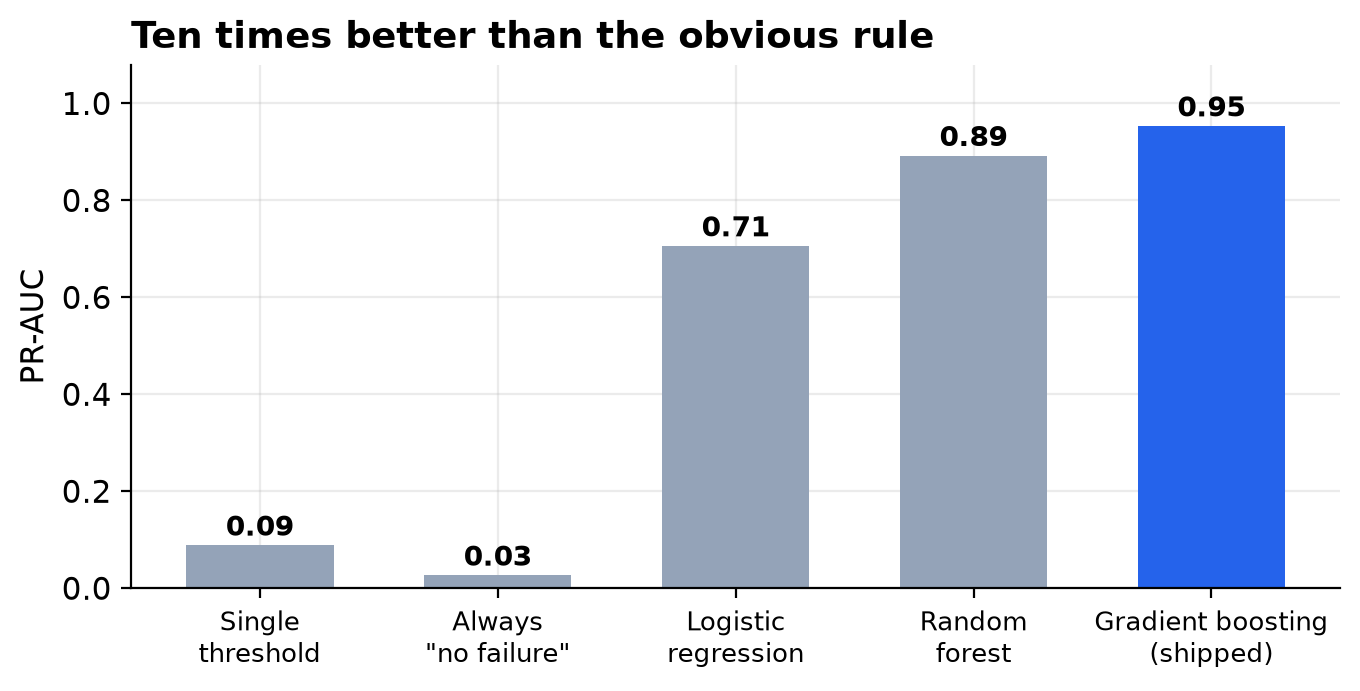 Ten times better than the obvious rule
PR-AUC
1.0
0.8
0.6
0.4
0.2
0.0
0.09
0.03
0.71
0.89
0.95
Single
threshold
Always
"no failure"
Logistic
regression
Random
forest
Gradient boosting
(shipped)